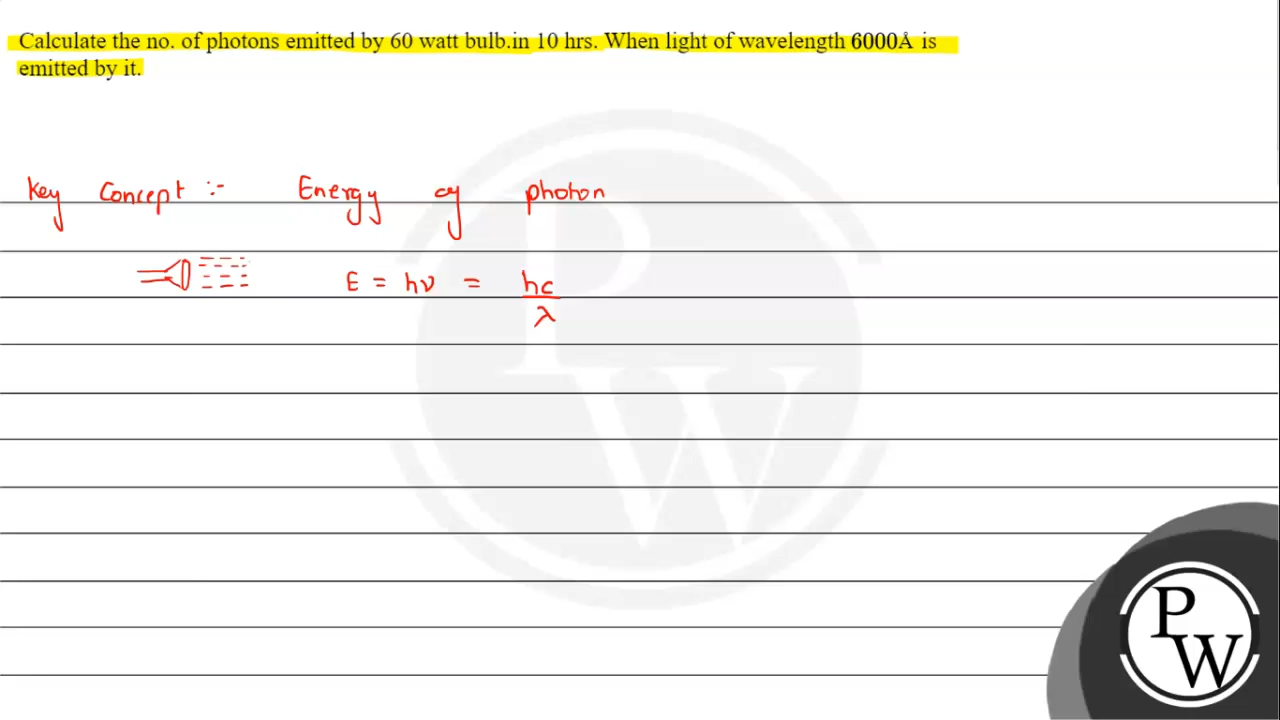 Calculate the no. of photons emitted by 60 watt bulb.in 10 hrs. When light of wavelength 6000Å is
emitted by it.
Key Concept :- Energy of photon
E = hν = hc/λ
PW
PW